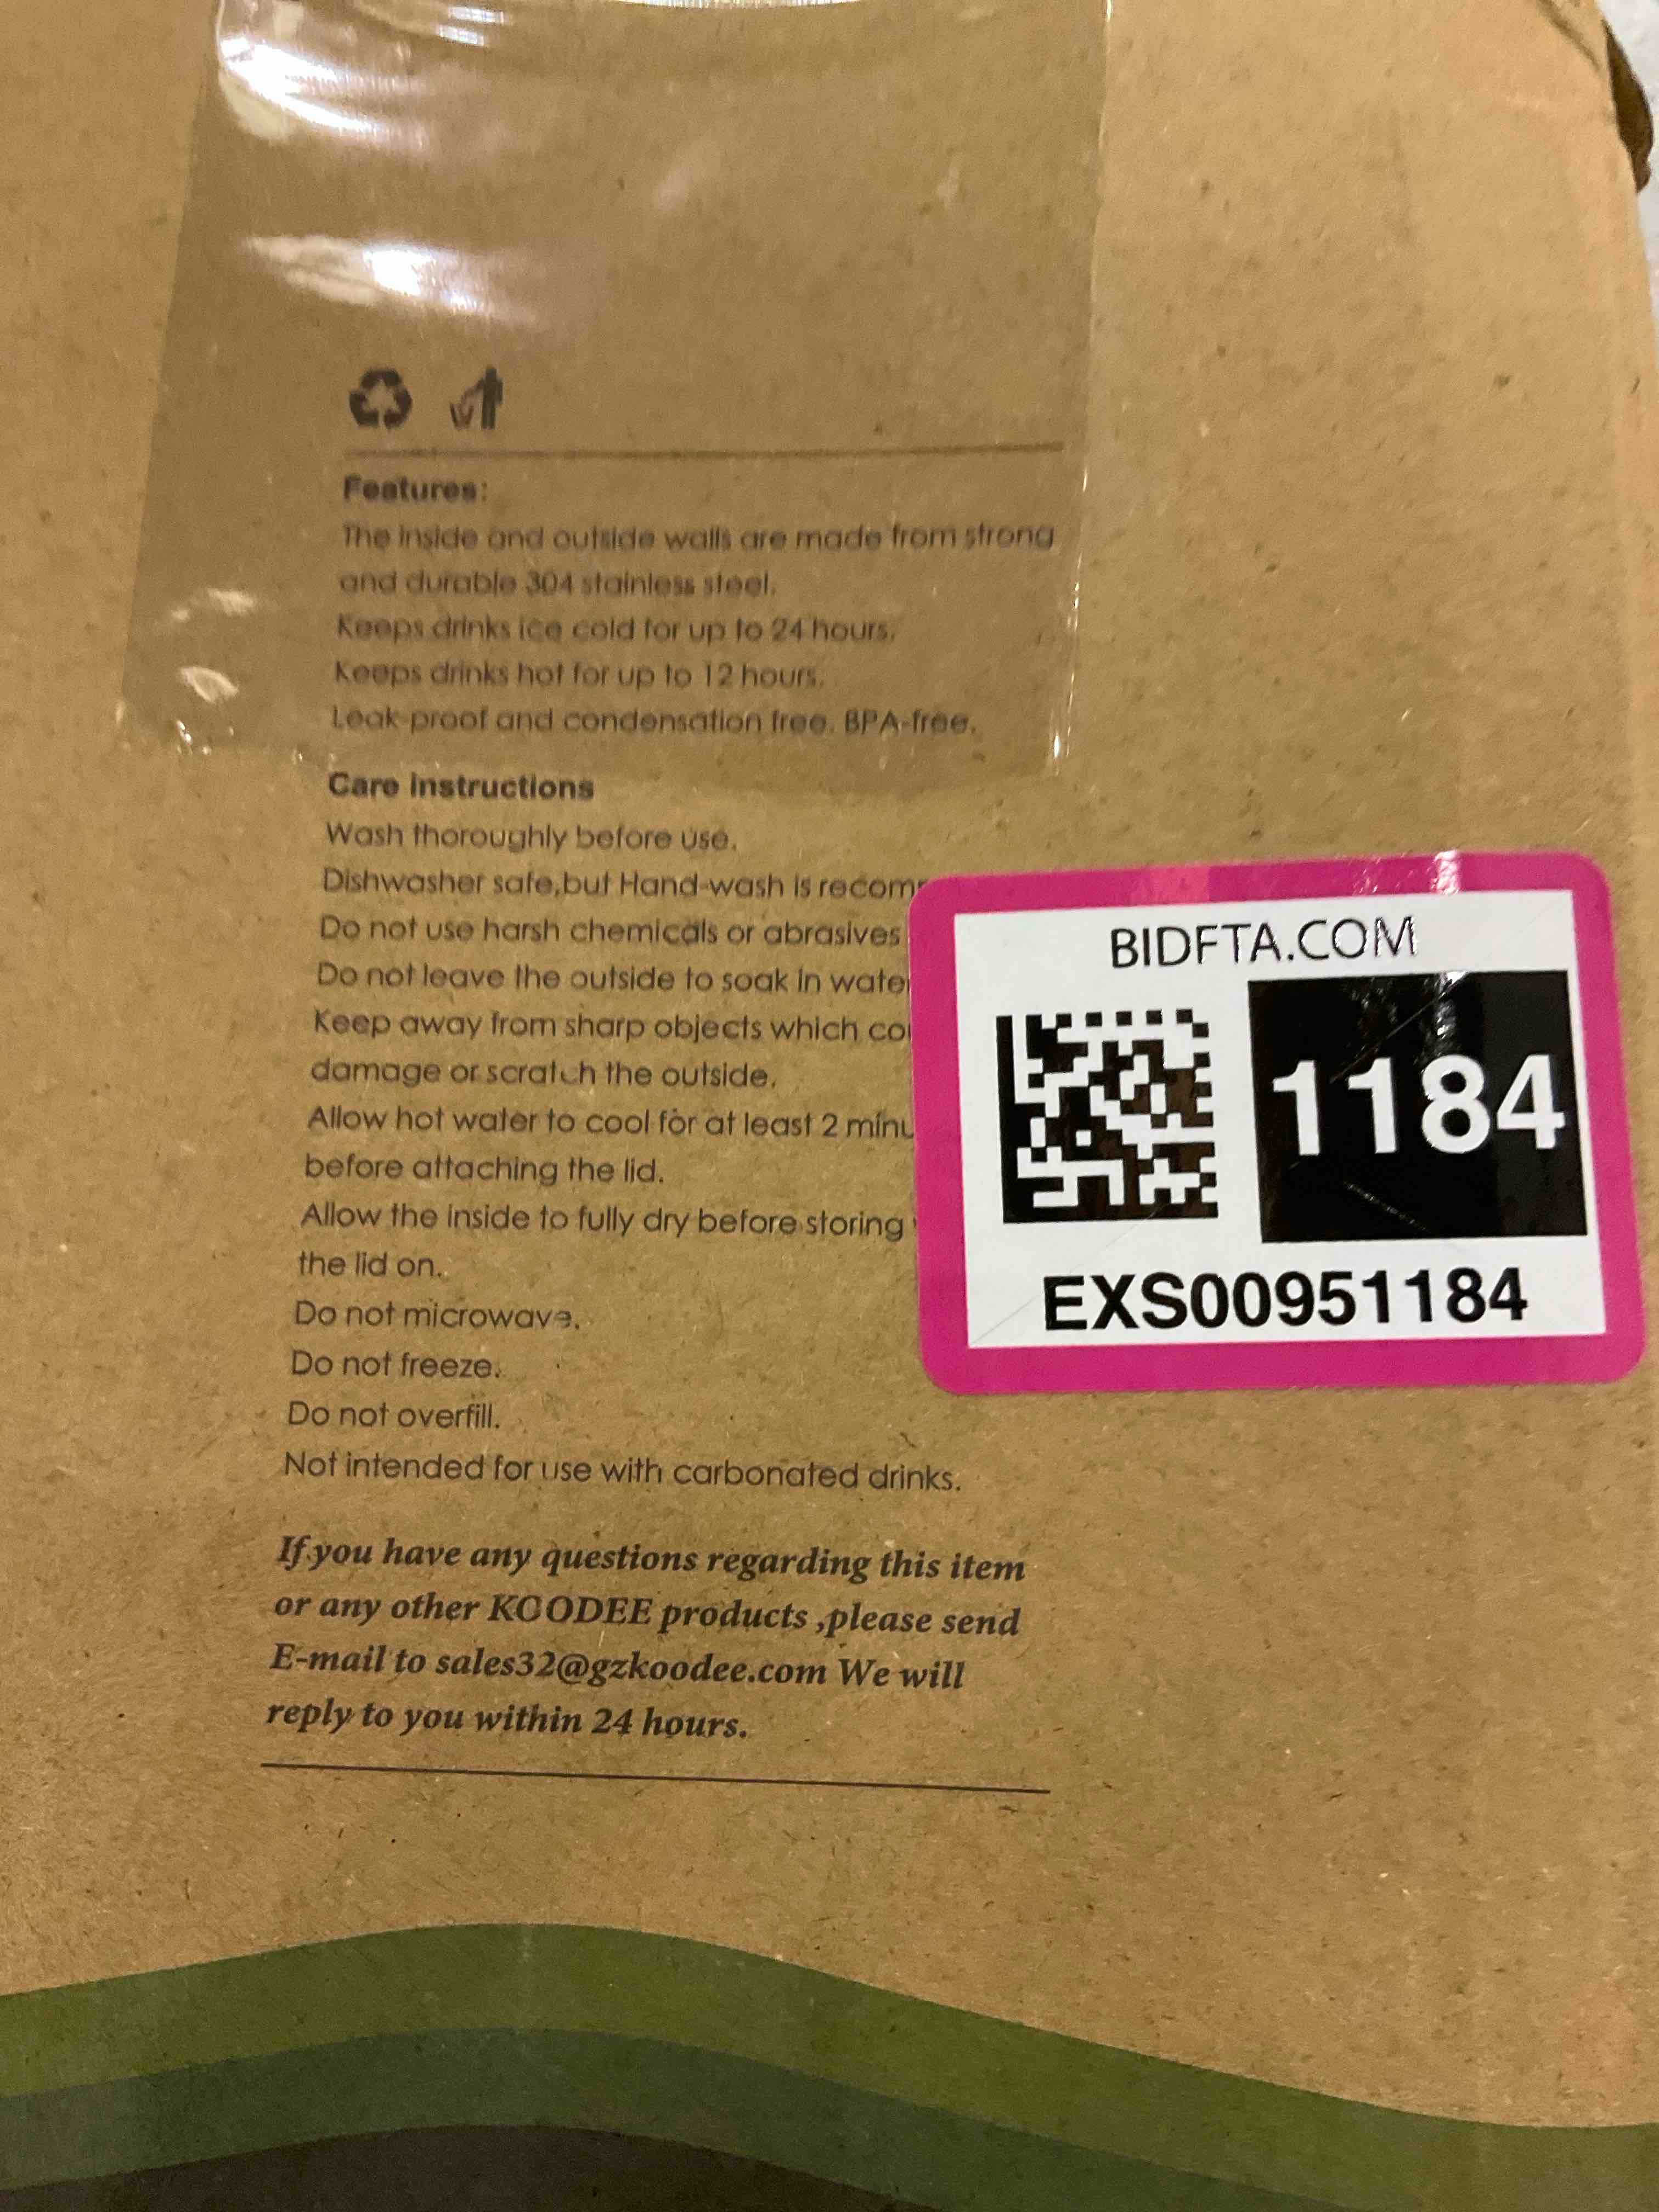 Features:
The inside and outside walls are made from strong
and durable 304 stainless steel.
Keeps drinks ice cold for up to 24 hours.
Keeps drinks hot for up to 12 hours.
Leak-proof and condensation free. BPA-free.
Care Instructions
Wash thoroughly before use.
Dishwasher safe,but Hand-wash is recom
Do not use harsh chemicals or abrasives
Do not leave the outside to soak in wate
Keep away from sharp objects which co
damage or scratch the outside.
Allow hot water to cool for at least 2 minu
before attaching the lid.
Allow the inside to fully dry before storing
the lid on.
Do not microwave.
Do not freeze.
Do not overfill.
Not intended for use with carbonated drinks.
If you have any questions regarding this item
or any other KOODEE products ,please send
E-mail to sales32@gzkoodee.com We will
reply to you within 24 hours.
BIDFTA.COM
1184
EXS00951184